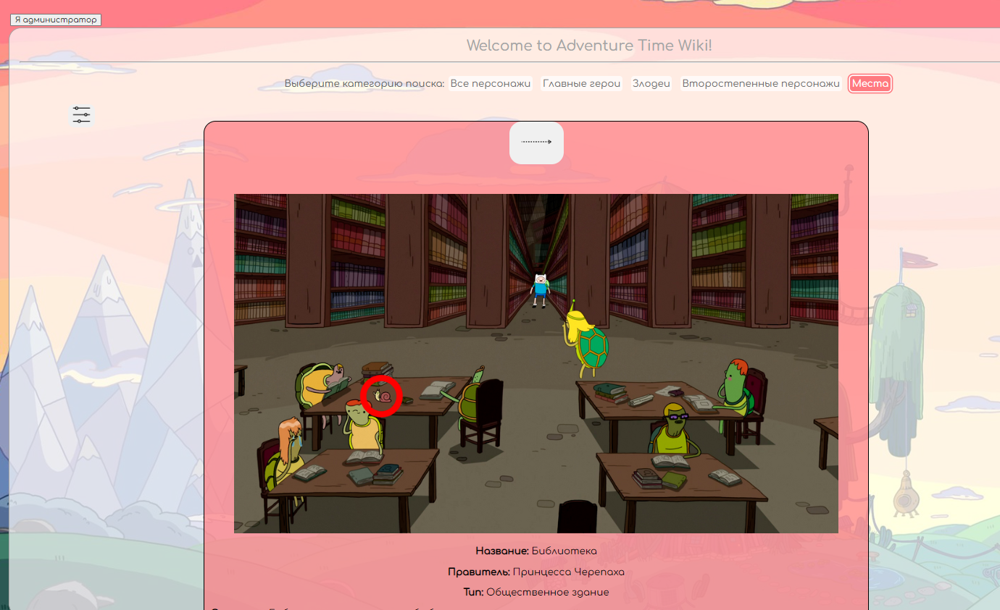 Я администратор
Welcome to Adventure Time Wiki!
Выберите категорию поиска: Все персонажи Главные герои Злодеи Второстепенные персонажи Места
Название: Библиотека
Правитель: Принцесса Черепаха
Тип: Общественное здание